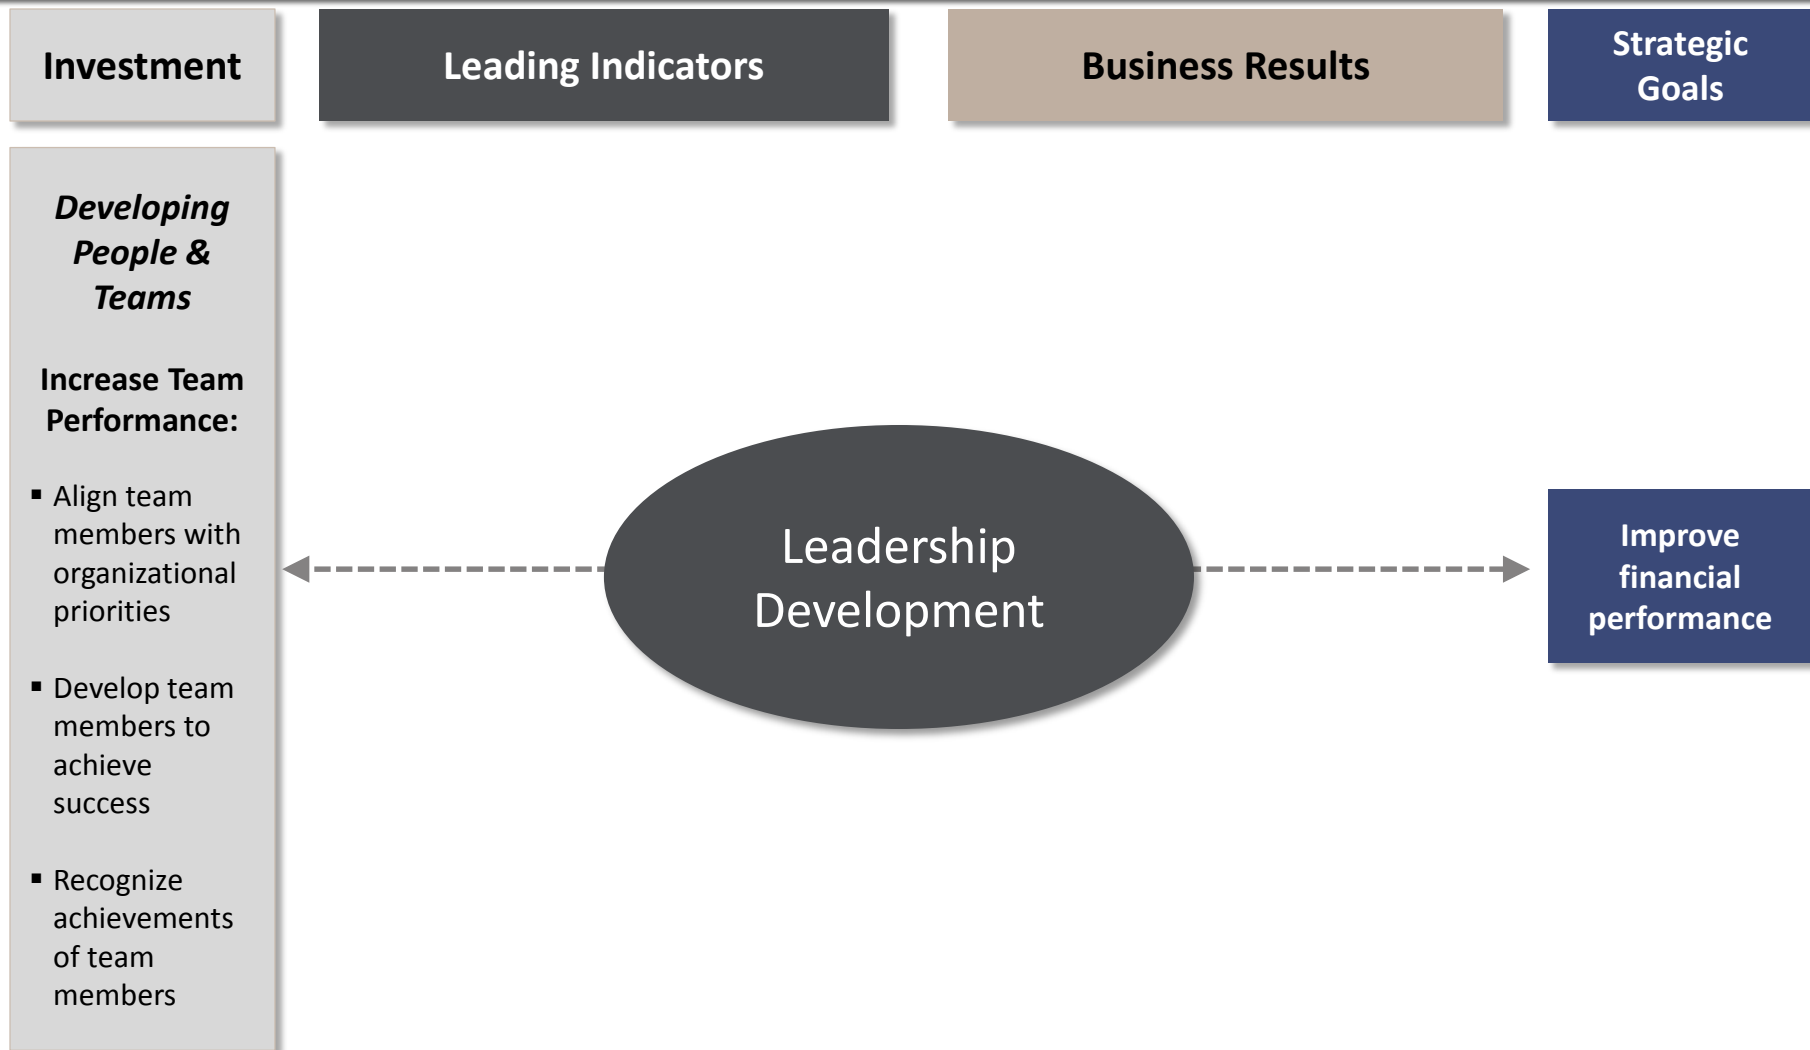 Investment
Leading Indicators
Business Results
Strategic
Goals
Developing
People &
Teams
Increase Team
Performance:
▪ Align team
members with
organizational
priorities
▪ Develop team
members to
achieve
success
▪ Recognize
achievements
of team
members
Leadership
Development
Improve
financial
performance